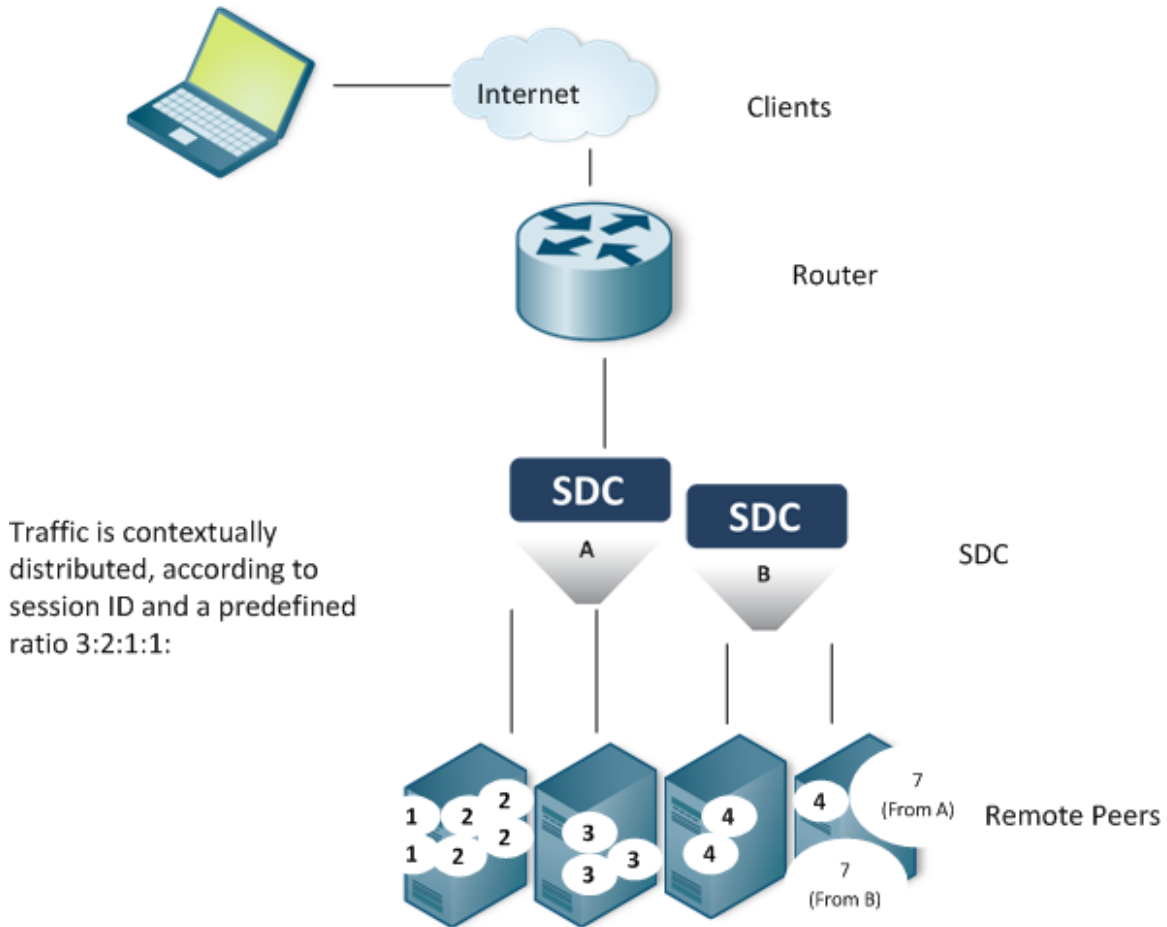 Internet
Clients
Router
SDC
A
SDC
B
SDC
Traffic is contextually
distributed, according to
session ID and a predefined
ratio 3:2:1:1:
1
2
2
1
2
2
3
3
3
4
4
4
7
(From A)
7
(From B)
Remote Peers